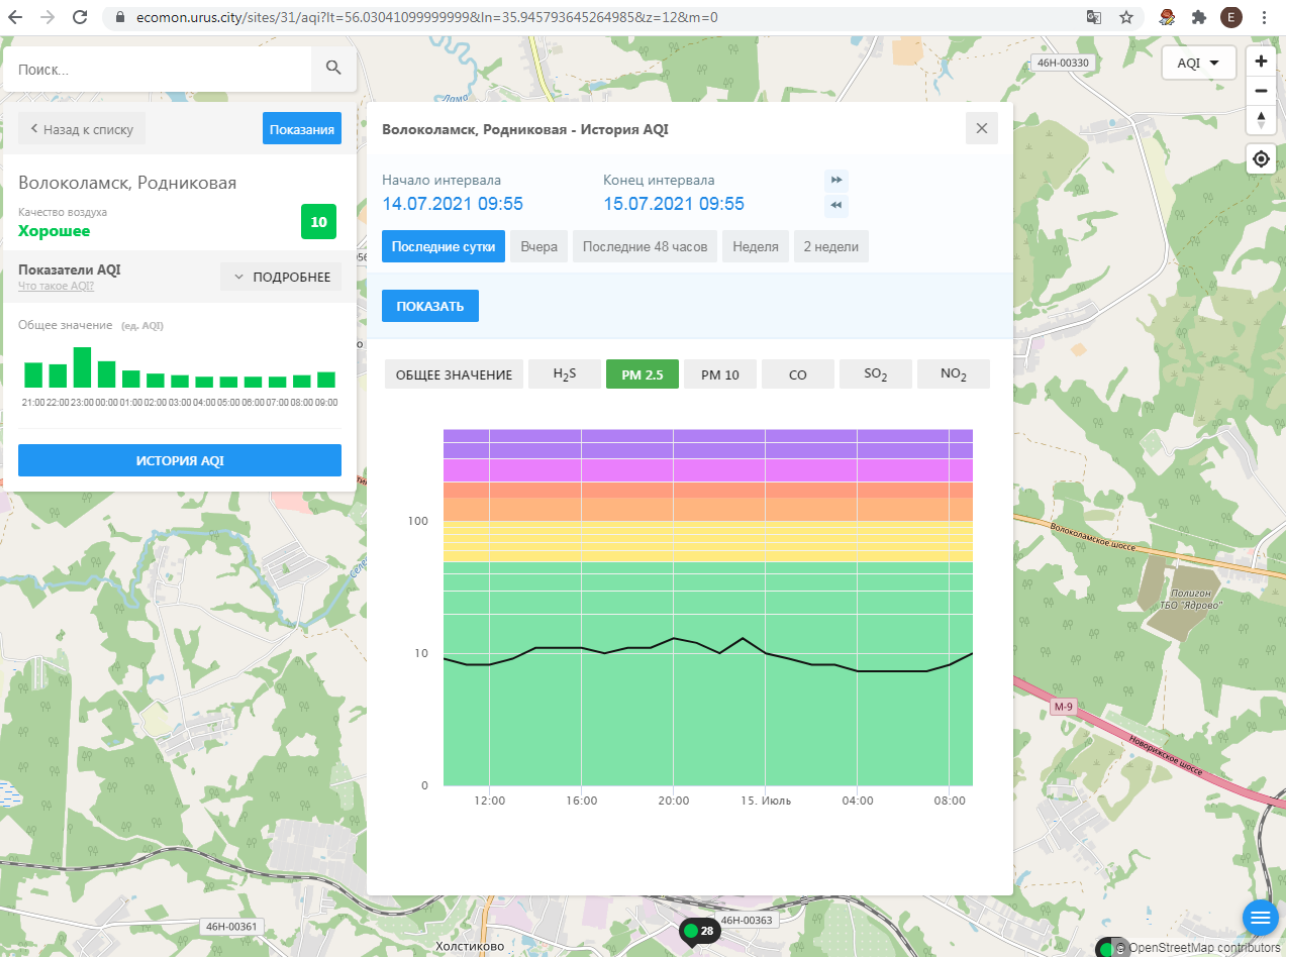 ecomon.urus.city/sites/31/aqi?lt=56.03041099999999&ln=35.945793645264985&z=12&m=0
E
Поиск...
Лама
46Н-00330
AQI
Назад к списку
Показания
Волоколамск, Родниковая
Качество воздуха
Хорошее
10
Показатели AQI
Что такое AQI?
ПОДРОБНЕЕ
Общее значение (ед. AQI)
21:00 22:00 23:00 00:00 01:00 02:00 03:00 04:00 05:00 06:00 07:00 08:00 09:00
ИСТОРИЯ AQI
Волоколамск, Родниковая - История AQI
Начало интервала
Конец интервала
14.07.2021 09:55
15.07.2021 09:55
Последние сутки
Вчера
Последние 48 часов
Неделя
2 недели
ПОКАЗАТЬ
ОБЩЕЕ ЗНАЧЕНИЕ
H2S
PM 2.5
PM 10
CO
SO2
NO2
100
10
0
12:00 16:00 20:00 15. Июль 04:00 08:00
Волоколамское шоссе
Полигон
ТБО "Ядрово"
М-9
Новорижское шоссе
46Н-00361
46Н-00363
28
Холстиково
© OpenStreetMap contributors